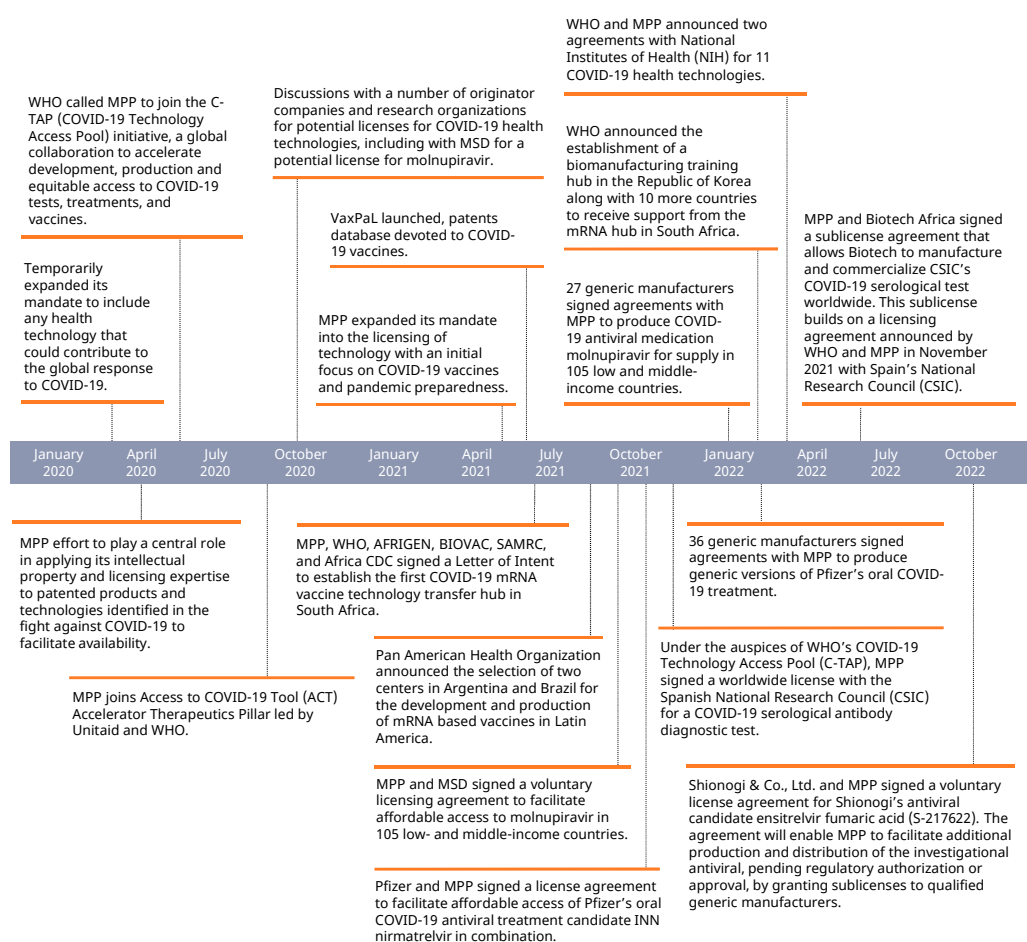 WHO called MPP to join the C-
TAP (COVID-19 Technology
Access Pool) initiative, a global
collaboration to accelerate
development, production and
equitable access to COVID-19
tests, treatments, and
vaccines.
Temporarily
expanded its
mandate to include
any health
technology that
could contribute to
the global response
to COVID-19.
Discussions with a number of originator
companies and research organizations
for potential licenses for COVID-19 health
technologies, including with MSD for a
potential license for molnupiravir.
VaxPaL launched, patents
database devoted to COVID-
19 vaccines.
MPP expanded its mandate
into the licensing of
technology with an initial
focus on COVID-19 vaccines
and pandemic preparedness.
WHO and MPP announced two
agreements with National
Institutes of Health (NIH) for 11
COVID-19 health technologies.
WHO announced the
establishment of a
biomanufacturing training
hub in the Republic of Korea
along with 10 more countries
to receive support from the
mRNA hub in South Africa.
27 generic manufacturers
signed agreements with
MPP to produce COVID-
19 antiviral medication
molnupiravir for supply in
105 low and middle-
income countries.
MPP and Biotech Africa signed
a sublicense agreement that
allows Biotech to manufacture
and commercialize CSIC's
COVID-19 serological test
worldwide. This sublicense
builds on a licensing
agreement announced by
WHO and MPP in November
2021 with Spain's National
Research Council (CSIC).
January
2020
April
2020
July
2020
October
2020
January
2021
April
2021
July
2021
October
2021
January
2022
April
2022
July
2022
October
2022
MPP effort to play a central role
in applying its intellectual
property and licensing expertise
to patented products and
technologies identified in the
fight against COVID-19 to
facilitate availability.
MPP joins Access to COVID-19 Tool (ACT)
Accelerator Therapeutics Pillar led by
Unitaid and WHO.
MPP, WHO, AFRIGEN, BIOVAC, SAMRC,
and Africa CDC signed a Letter of Intent
to establish the first COVID-19 mRNA
vaccine technology transfer hub in
South Africa.
Pan American Health Organization
announced the selection of two
centers in Argentina and Brazil for
the development and production
of mRNA based vaccines in Latin
America.
MPP and MSD signed a voluntary
licensing agreement to facilitate
affordable access to molnupiravir in
105 low- and middle-income countries.
Pfizer and MPP signed a license agreement
to facilitate affordable access of Pfizer's oral
COVID-19 antiviral treatment candidate INN
nirmatrelvir in combination.
36 generic manufacturers signed
agreements with MPP to produce
generic versions of Pfizer's oral COVID-
19 treatment.
Under the auspices of WHO's COVID-19
Technology Access Pool (C-TAP), MPP
signed a worldwide license with the
Spanish National Research Council (CSIC)
for a COVID-19 serological antibody
diagnostic test.
Shionogi & Co., Ltd. and MPP signed a voluntary
license agreement for Shionogi's antiviral
candidate ensitrelvir fumaric acid (S-217622). The
agreement will enable MPP to facilitate additional
production and distribution of the investigational
antiviral, pending regulatory authorization or
approval, by granting sublicenses to qualified
generic manufacturers.